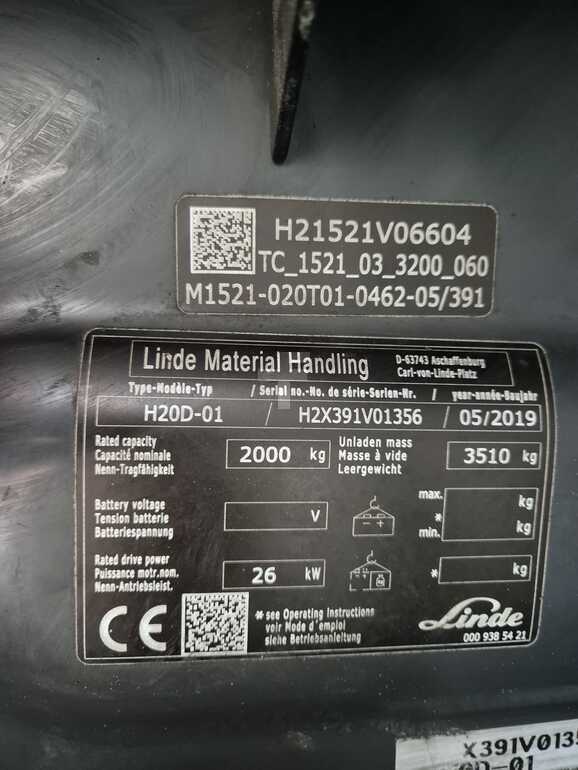 H21521V06604
TC_1521_03_3200_060
M1521-020T01-0462-05/391
Linde Material Handling
D-63743 Aschaffenburg
Carl-von-Linde-Platz
Type-Modèle-Typ / Serial no.-No. de série-Serien-Nr. / year-année-Baujahr
H20D-01 / H2X391V01356 / 05/2019
Rated capacity
Capacité nominale
Nenn-Tragfähigkeit
2000 kg
Unladen mass
Masse à vide
Leergewicht
3510 kg
Battery voltage
Tension batterie
Batteriespannung
V
max. kg
*
min. kg
Rated drive power
Puissance motr.nom.
Nenn-Antriebsleist.
26 kW
* kg
CE
* see Operating Instructions
voir Mode d'emploi
siehe Betriebsanleitung
Linde
000 938 54 21
X391V0135
0D-01